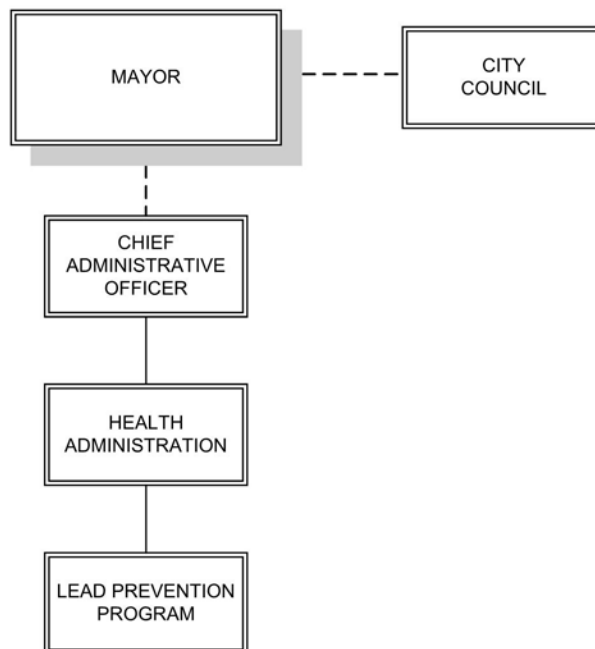 MAYOR
CITY
COUNCIL
CHIEF
ADMINISTRATIVE
OFFICER
HEALTH
ADMINISTRATION
LEAD PREVENTION
PROGRAM